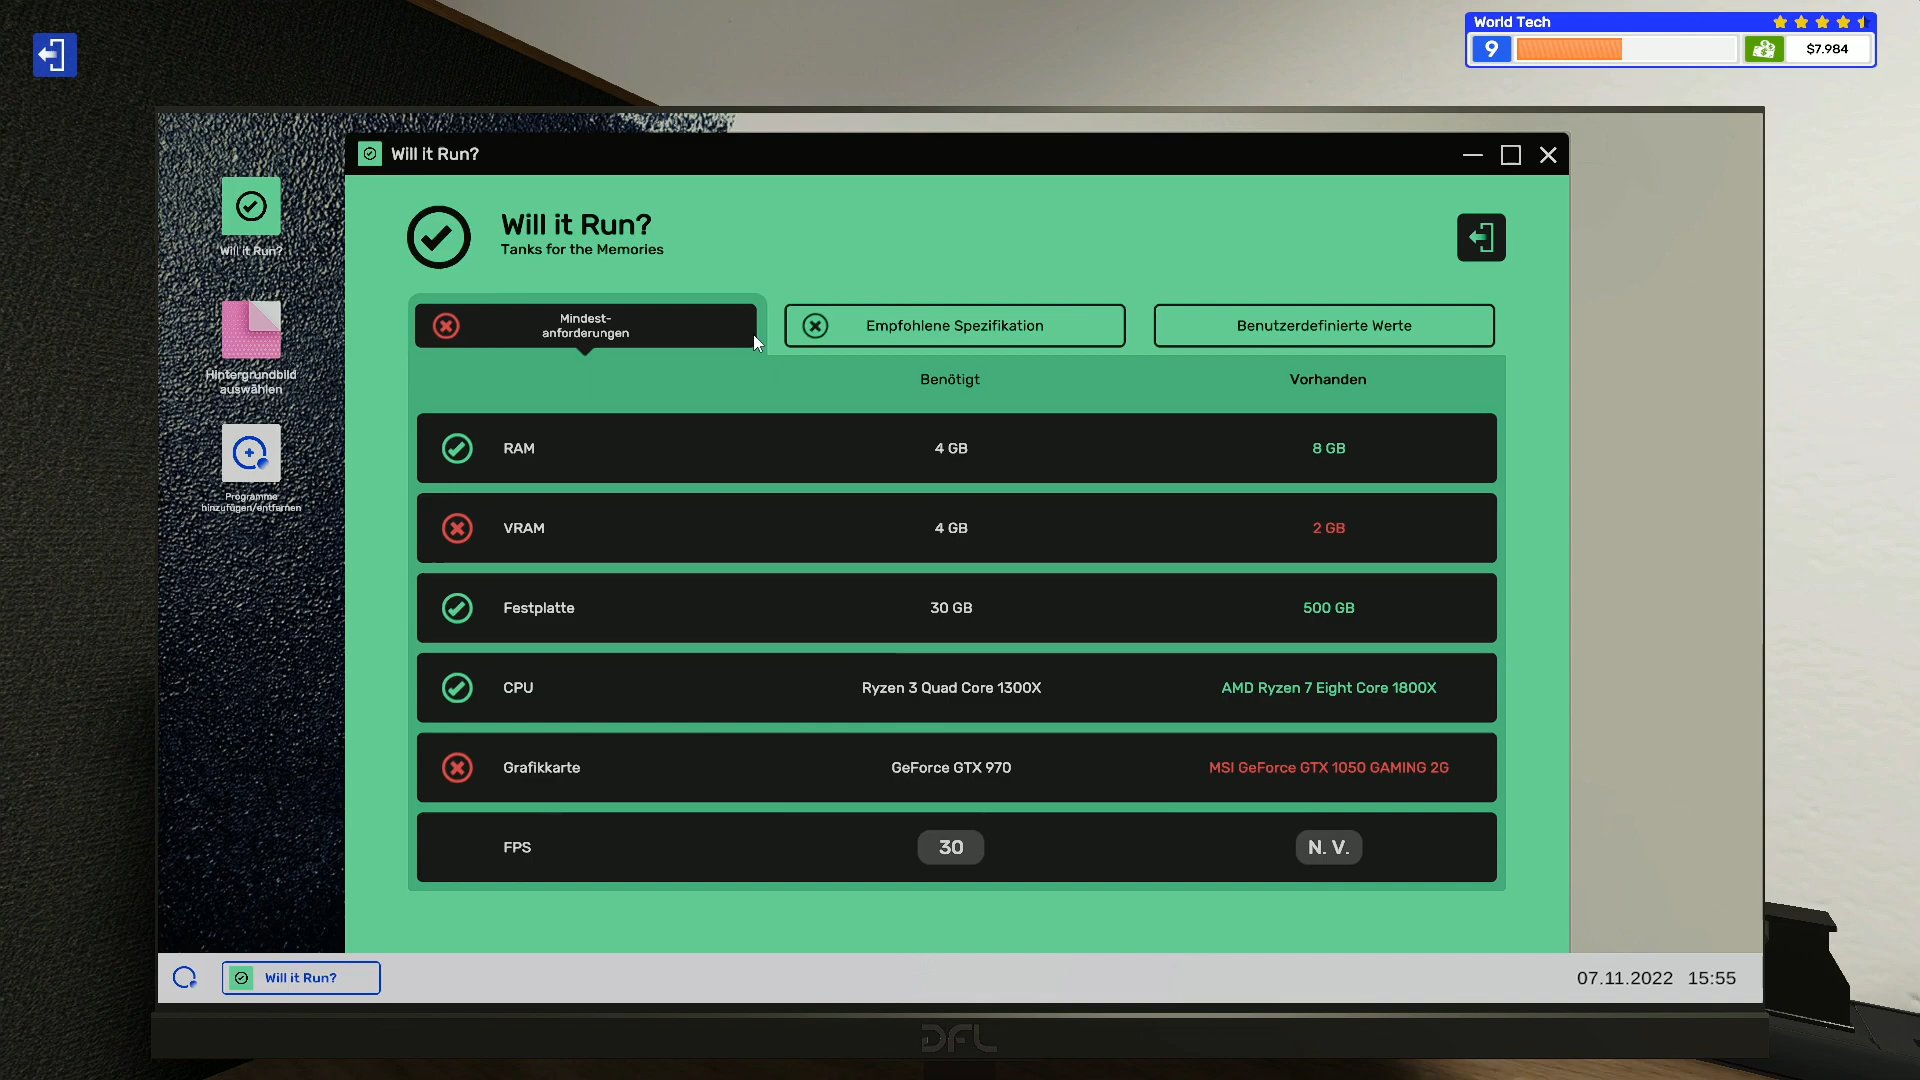 World Tech
9
$7.984
Will it Run?
Will it Run?
Hintergrundbild
auswählen
Programme
hinzufügen/entfernen
Will it Run?
Tanks for the Memories
Mindest-
anforderungen
Empfohlene Spezifikation
Benutzerdefinierte Werte
Benötigt
Vorhanden
RAM
4 GB
8 GB
VRAM
4 GB
2 GB
Festplatte
30 GB
500 GB
CPU
Ryzen 3 Quad Core 1300X
AMD Ryzen 7 Eight Core 1800X
Grafikkarte
GeForce GTX 970
MSI GeForce GTX 1050 GAMING 2G
FPS
30
N. V.
Will it Run?
07.11.2022 15:55
DFL